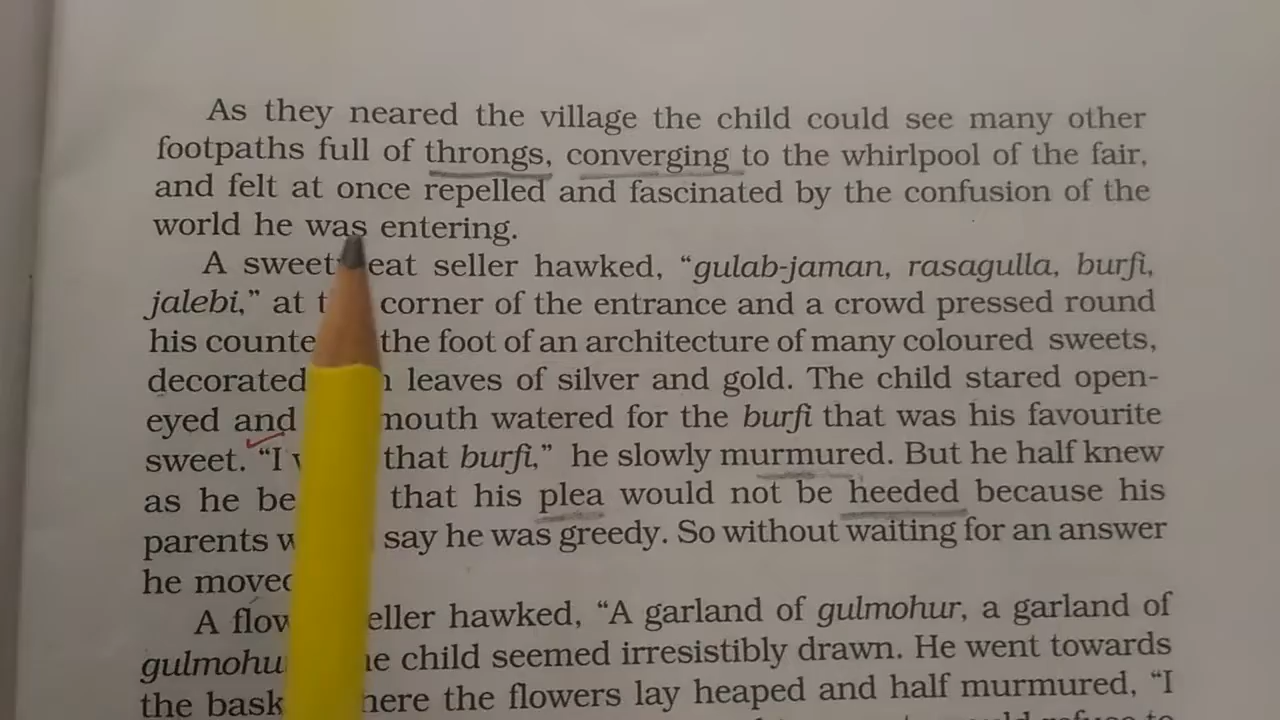 As they neared the village the child could see many other
footpaths full of throngs, converging to the whirlpool of the fair,
and felt at once repelled and fascinated by the confusion of the
world he was entering.
A sweet eat seller hawked, “gulab-jaman, rasagulla, burfi,
jalebi,” at t corner of the entrance and a crowd pressed round
his counte the foot of an architecture of many coloured sweets,
decorated leaves of silver and gold. The child stared open-
eyed and mouth watered for the burfi that was his favourite
sweet. “I that burfi,” he slowly murmured. But he half knew
as he be that his plea would not be heeded because his
parents say he was greedy. So without waiting for an answer
he moved
A flow eller hawked, “A garland of gulmohur, a garland of
gulmohu he child seemed irresistibly drawn. He went towards
the bask here the flowers lay heaped and half murmured, “I